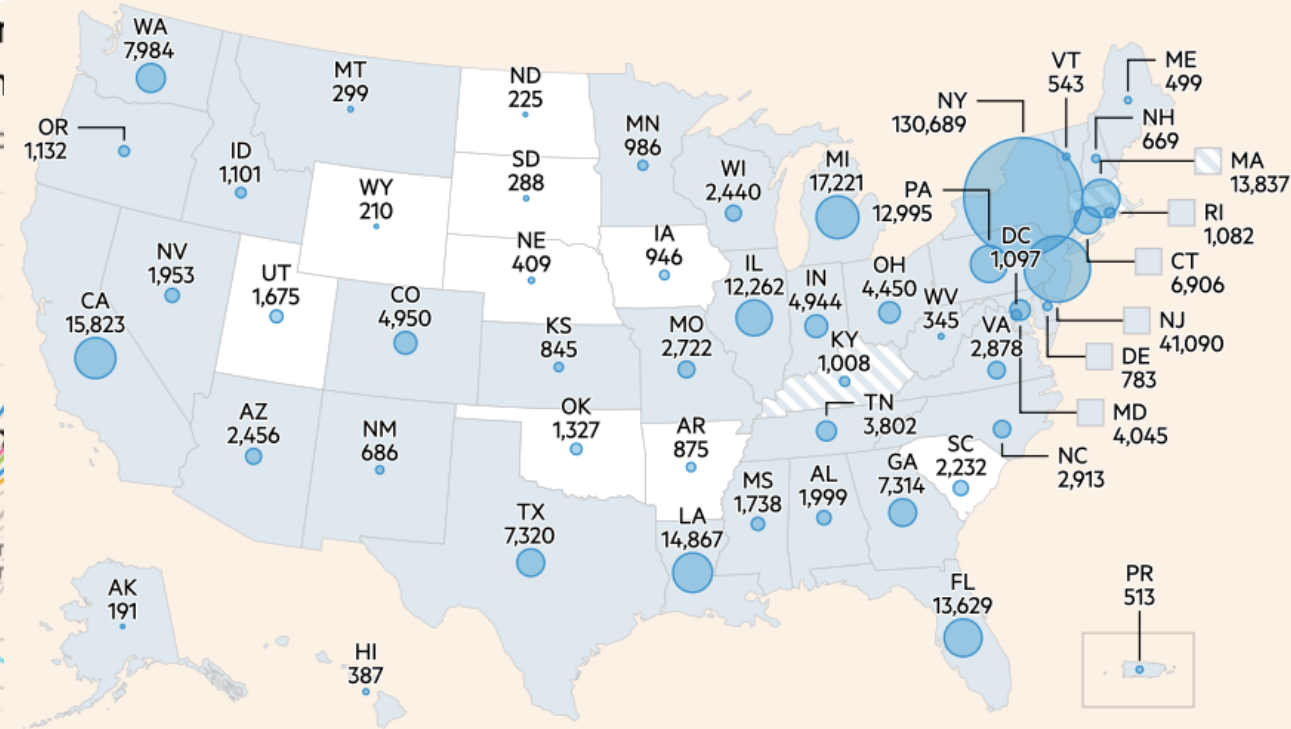 WA
7,984
MT
299
ND
225
OR
1,132
ID
1,101
WY
210
SD
288
MN
986
WI
2,440
MI
17,221
NY
130,689
VT
543
ME
499
NH
669
MA
13,837
PA
12,995
RI
1,082
DC
1,097
CT
6,906
NV
1,953
UT
1,675
CO
4,950
NE
409
IA
946
IL
12,262
IN
4,944
OH
4,450
WV
345
VA
2,878
NJ
41,090
CA
15,823
KS
845
MO
2,722
KY
1,008
DE
783
MD
4,045
AZ
2,456
NM
686
OK
1,327
AR
875
TN
3,802
NC
2,913
SC
2,232
TX
7,320
LA
14,867
MS
1,738
AL
1,999
GA
7,314
AK
191
HI
387
FL
13,629
PR
513